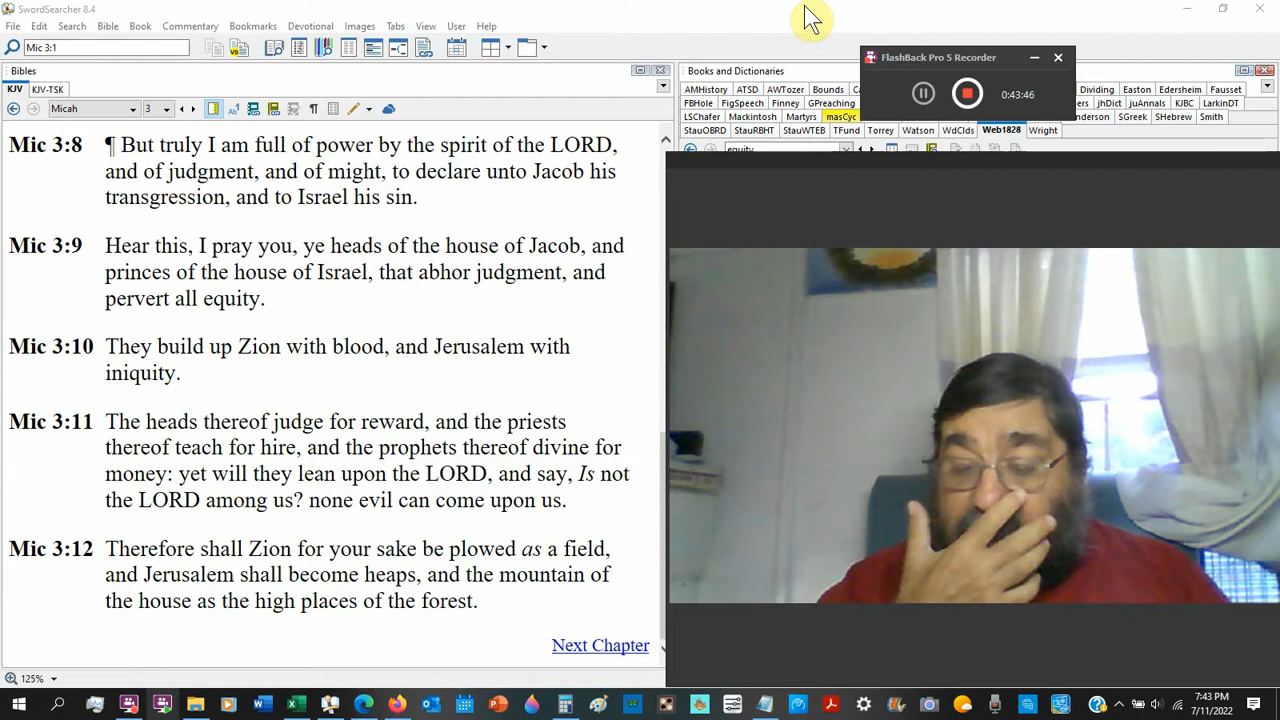 SwordSearcher 8.4
File Edit Search Bible Book Commentary Bookmarks Devotional Images Tabs View User Help
Mic 3:1
FlashBack Pro 5 Recorder
0:43:46
Bibles
Books and Dictionaries
KJV KJV-TSK
AMHistory ATSD AWTozer Bounds
Dividing Easton Edersheim Fausset
FBHole FigSpeech Finney GPreaching
jhDict juAnnals KJBC LarkinDT
LSChafer Mackintosh Martyrs masCyc
SGreek SHebrew Smith
StauOBRD StauRBHT StauWTEB TFund Torrey Watson WdClds Web1828 Wright
Micah 3
equity
Mic 3:8 ¶ But truly I am full of power by the spirit of the LORD,
and of judgment, and of might, to declare unto Jacob his
transgression, and to Israel his sin.
Mic 3:9 Hear this, I pray you, ye heads of the house of Jacob, and
princes of the house of Israel, that abhor judgment, and
pervert all equity.
Mic 3:10 They build up Zion with blood, and Jerusalem with
iniquity.
Mic 3:11 The heads thereof judge for reward, and the priests
thereof teach for hire, and the prophets thereof divine for
money: yet will they lean upon the LORD, and say, Is not
the LORD among us? none evil can come upon us.
Mic 3:12 Therefore shall Zion for your sake be plowed as a field,
and Jerusalem shall become heaps, and the mountain of
the house as the high places of the forest.
Next Chapter
125%
7:43 PM
7/11/2022